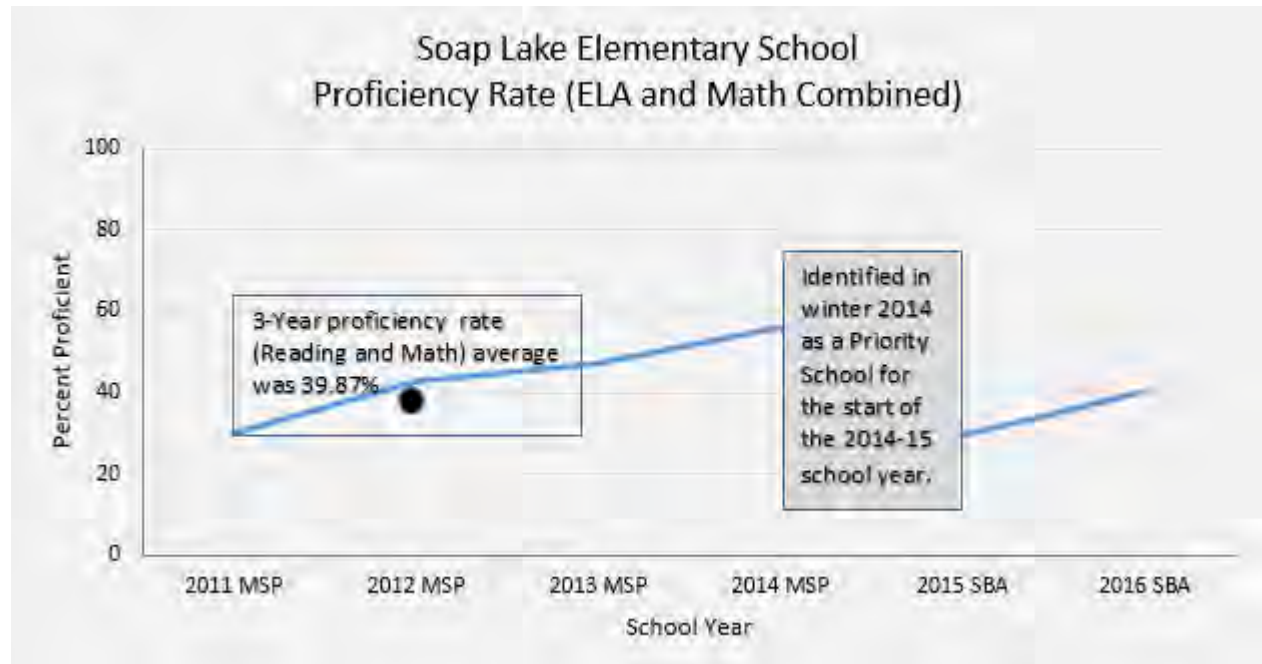 Soap Lake Elementary School
Proficiency Rate (ELA and Math Combined)
100
80
60
40
20
0
Percent Proficient
3-Year proficiency rate
(Reading and Math) average
was 39.87%
Identified in
winter 2014
as a Priority
School for
the start of
the 2014-15
school year.
2011 MSP
2012 MSP
2013 MSP
2014 MSP
2015 SBA
2016 SBA
School Year